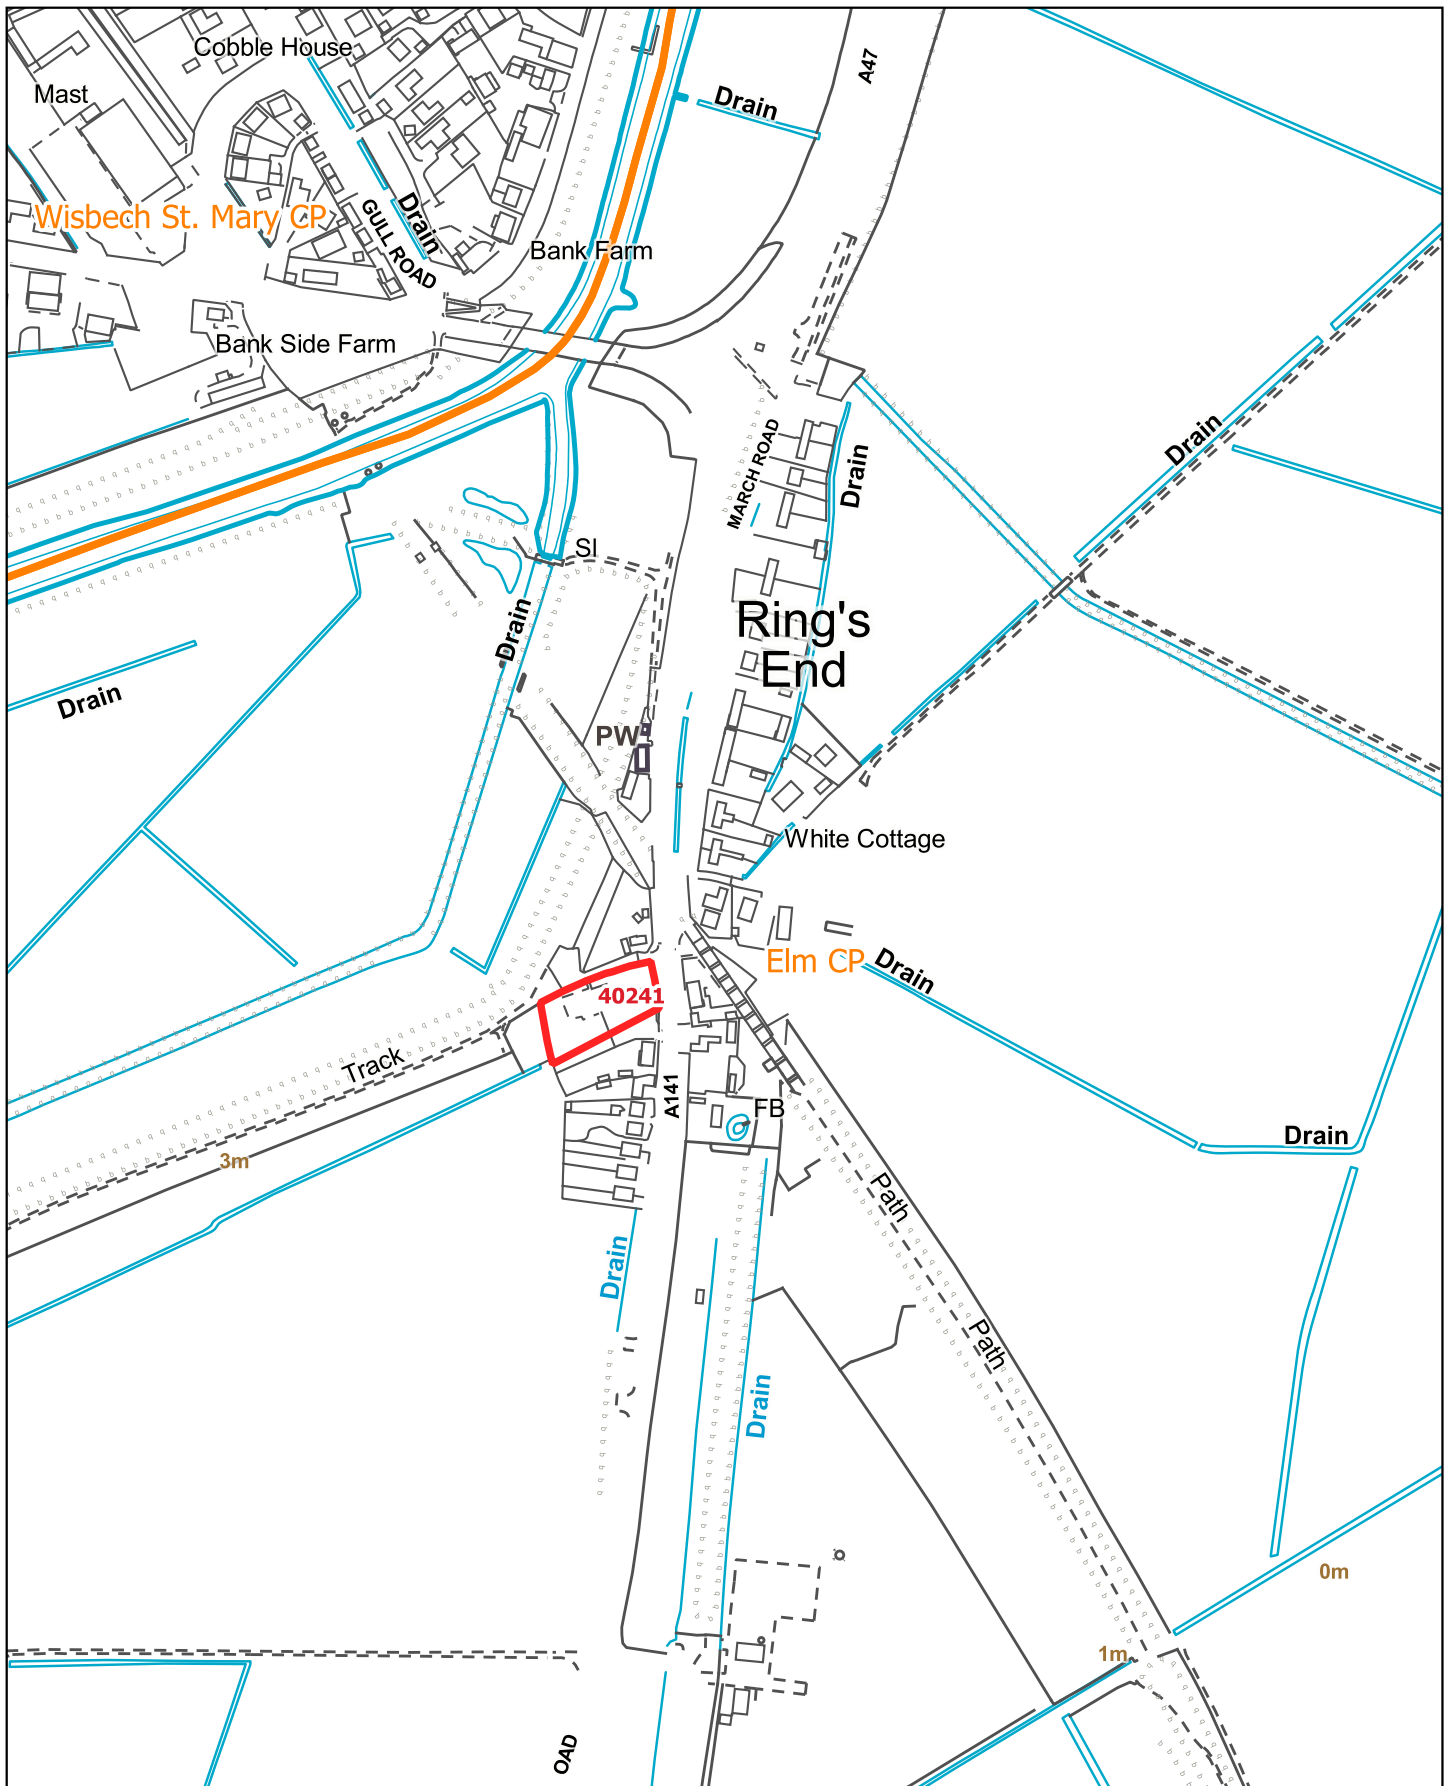 Cobble House
A47
Mast
Drain
Wisbech St. Mary CP
Drain
GULL ROAD
Bank Farm
Bank Side Farm
Drain
MARCH ROAD
Drain
SI
Drain
Ring's
End
Drain
PW
White Cottage
Elm CP
Drain
40241
Track
A141
FB
Drain
3m
Path
Drain
Path
Drain
0m
1m
OAD